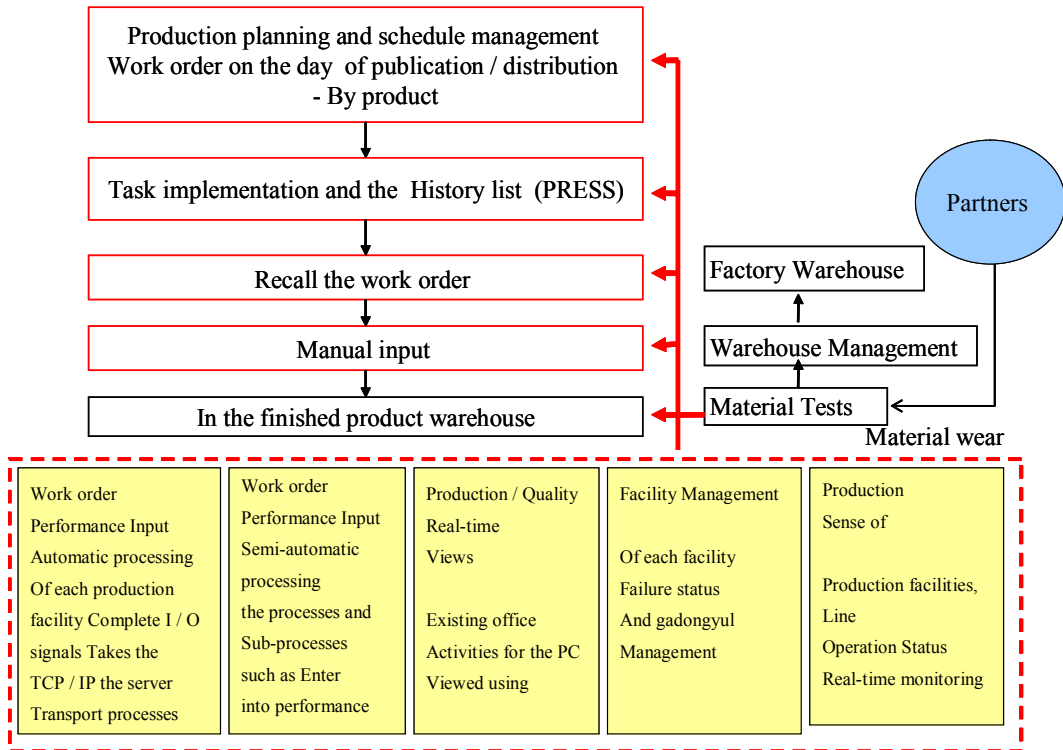 Production planning and schedule management
Work order on the day of publication / distribution
- By product
Task implementation and the History list (PRESS)
Recall the work order
Manual input
In the finished product warehouse
Partners
Factory Warehouse
Warehouse Management
Material Tests
Material wear
Work order
Performance Input
Automatic processing
Of each production
facility Complete I / O
signals Takes the
TCP / IP the server
Transport processes
Work order
Performance Input
Semi-automatic
processing
the processes and
Sub-processes
such as Enter
into performance
Production / Quality
Real-time
Views
Existing office
Activities for the PC
Viewed using
Facility Management
Of each facility
Failure status
And gadongyul
Management
Production
Sense of
Production facilities,
Line
Operation Status
Real-time monitoring